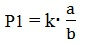 P1 = k· a/b